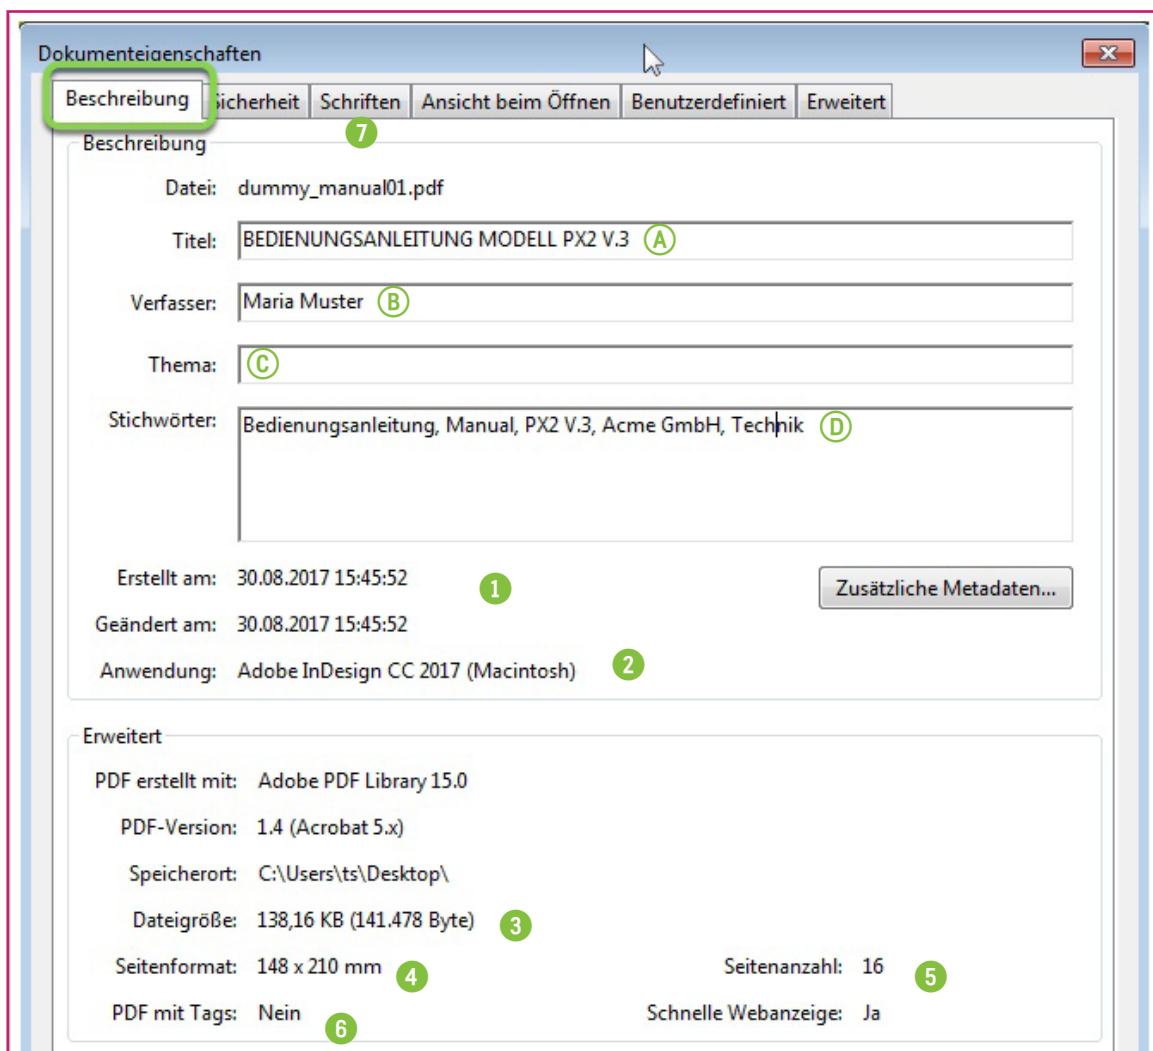 Dokumenteigenschaften
Beschreibung Sicherheit Schriften Ansicht beim Öffnen Benutzerdefiniert Erweitert
7
Beschreibung
Datei: dummy_manual01.pdf
Titel: BEDIENUNGSANLEITUNG MODELL PX2 V.3 A
Verfasser: Maria Muster B
Thema: C
Stichwörter: Bedienungsanleitung, Manual, PX2 V.3, Acme GmbH, Technik D
Erstellt am: 30.08.2017 15:45:52 1 Zusätzliche Metadaten...
Geändert am: 30.08.2017 15:45:52
Anwendung: Adobe InDesign CC 2017 (Macintosh) 2
Erweitert
PDF erstellt mit: Adobe PDF Library 15.0
PDF-Version: 1.4 (Acrobat 5.x)
Speicherort: C:\Users\ts\Desktop\
Dateigröße: 138,16 KB (141.478 Byte) 3
Seitenformat: 148 x 210 mm 4 Seitenanzahl: 16 5
PDF mit Tags: Nein 6 Schnelle Webanzeige: Ja